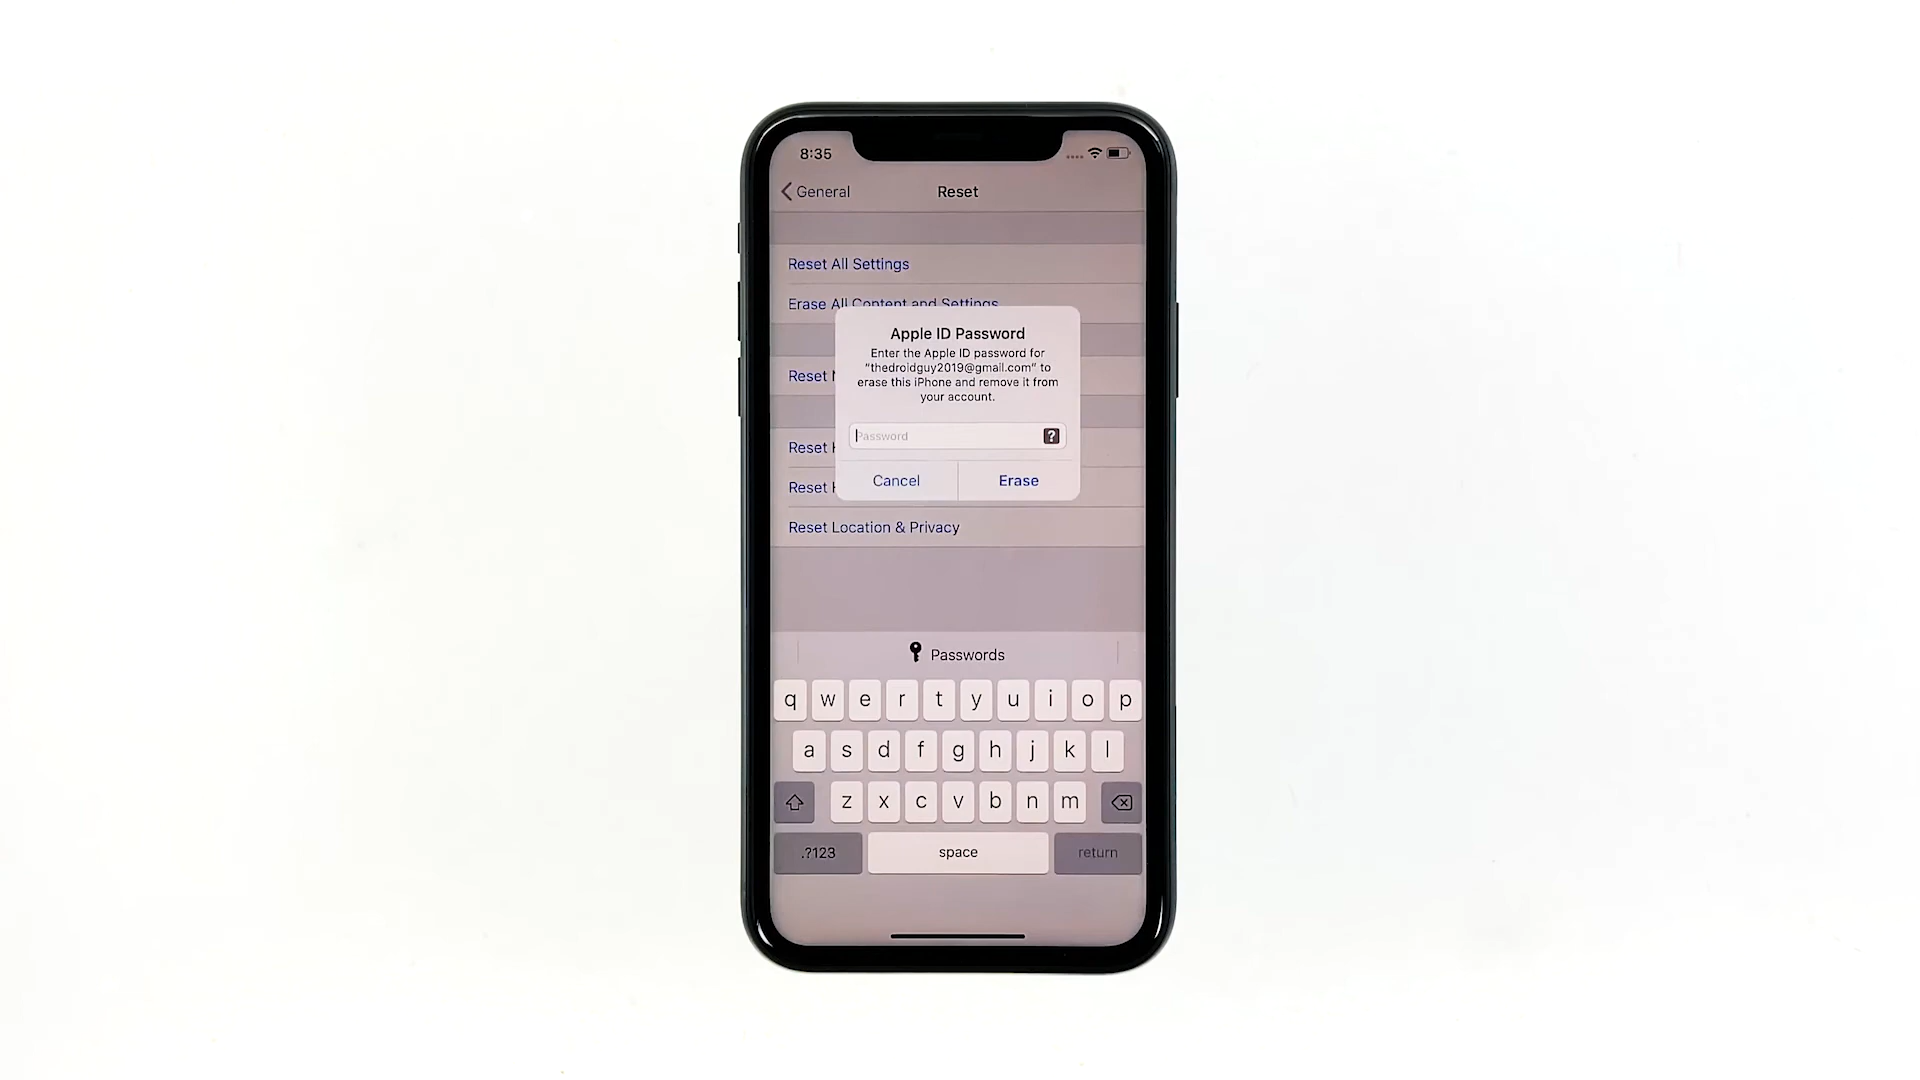 8:35
General
Reset
Reset All Settings
Erase All Content and Settings
Apple ID Password
Enter the Apple ID password for
“thedroidguy2019@gmail.com” to
erase this iPhone and remove it from
your account.
Reset
Password
?
Reset
Cancel
Erase
Reset
Reset Location & Privacy
Passwords
q w e r t y u i o p
a s d f g h j k l
z x c v b n m
.?123
space
return